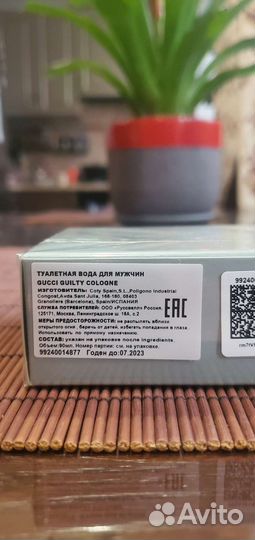 ТУАЛЕТНАЯ ВОДА ДЛЯ МУЖЧИН
GUCCI GUILTY COLOGNE
ИЗГОТОВИТЕЛЬ: Coty Spain,S.L.,Poligono Industrial
Congost,Avda Sant Julia, 168-180, 08403
Granollers (Barcelona), Spain/ИСПАНИЯ
СЛУЖБА ПОТРЕБИТЕЛЕЙ: ООО «Руссвелл» Россия,
125171, Москва, Ленинградское ш. 16А, с.2
МЕРЫ ПРЕДОСТОРОЖНОСТИ: не распылять вблизи
открытого огня , беречь от детей, избегать попадания в глаза
Использовать по прямому назначению.
СОСТАВ: указан на упаковке после ingredients.
Объем:90мл. Номер партии: см. на упаковке.
99240014877 Годен до:07.2023
EAC
99240
Avito